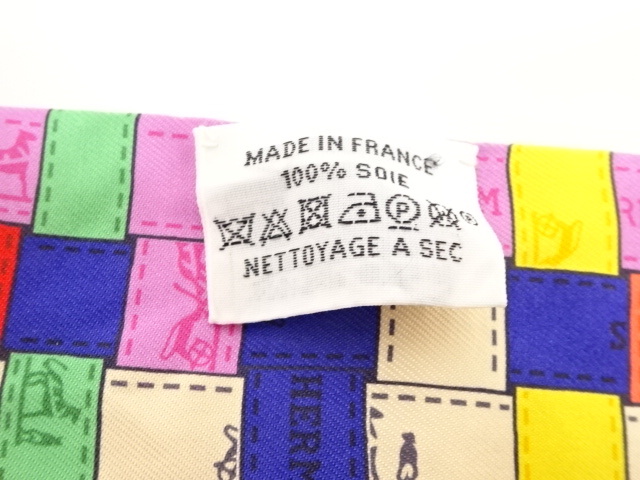 MADE IN FRANCE
100% SOIE
P
NETTOYAGE A SEC
M
R
S
HERM